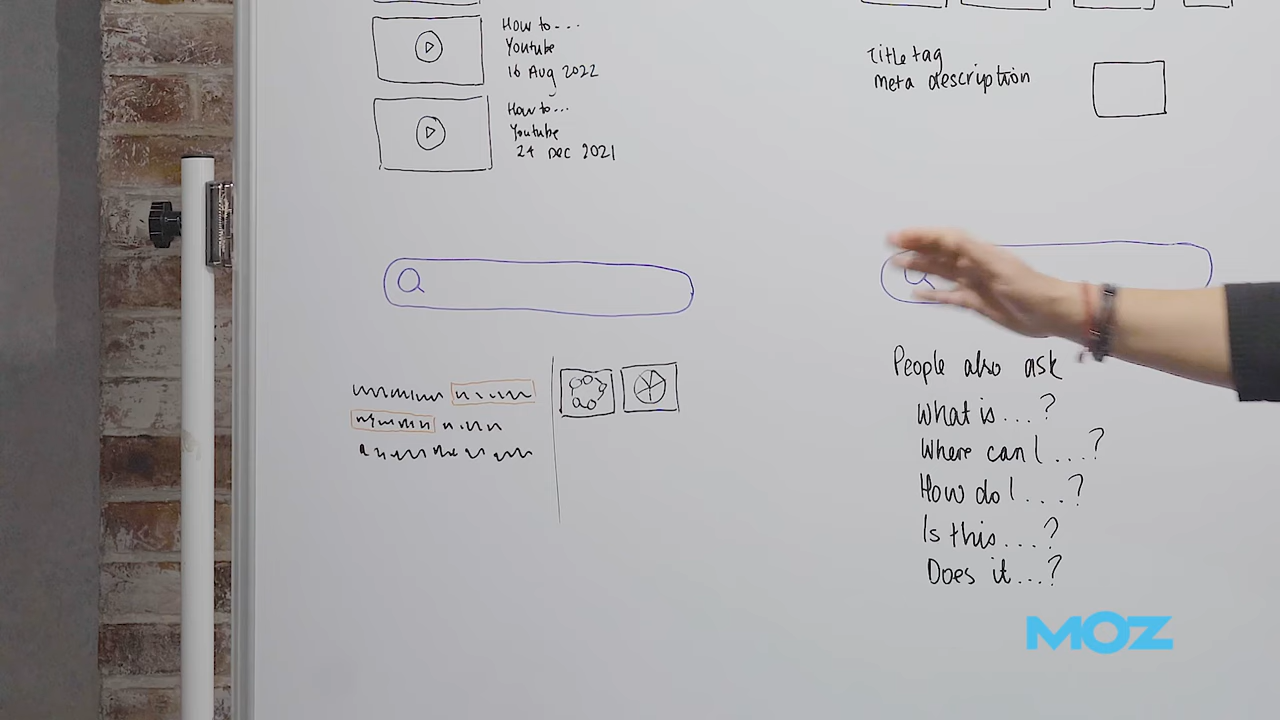 How to...
Youtube
16 Aug 2022
How to...
Youtube
24 Dec 2021
Title tag
meta description
People also ask
What is...?
Where can I...?
How do I...?
Is this...?
Does it...?
MOZ